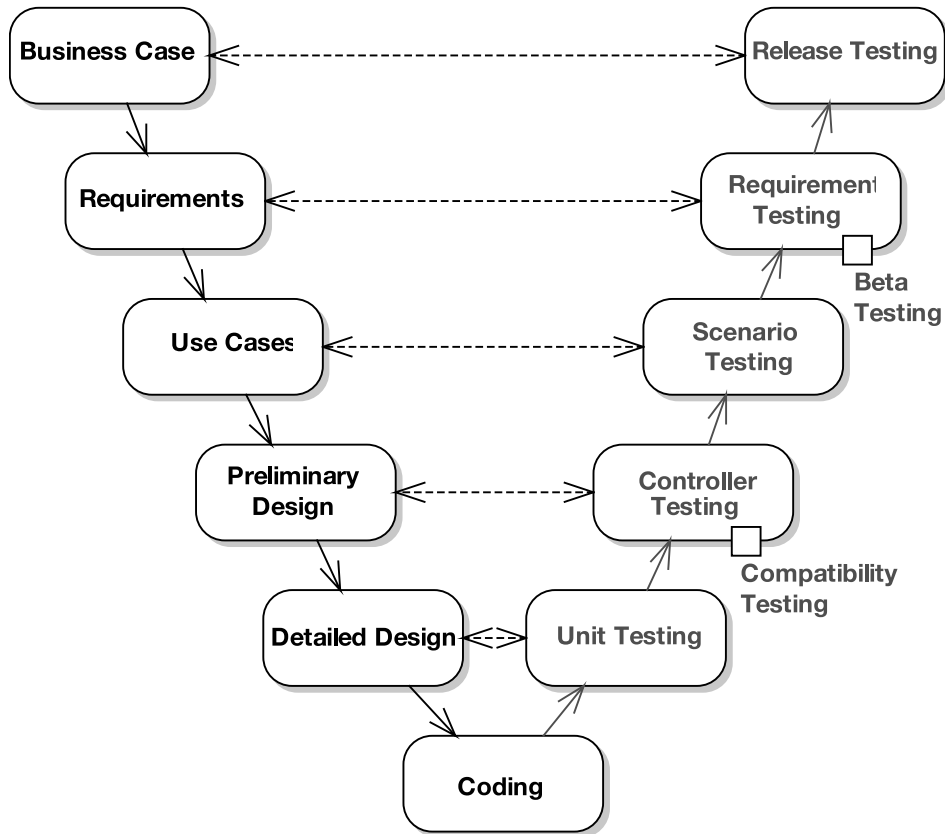 Business Case
Release Testing
Requirements
Requirement
Testing
Beta
Testing
Use Cases
Scenario
Testing
Preliminary
Design
Controller
Testing
Compatibility
Testing
Detailed Design
Unit Testing
Coding